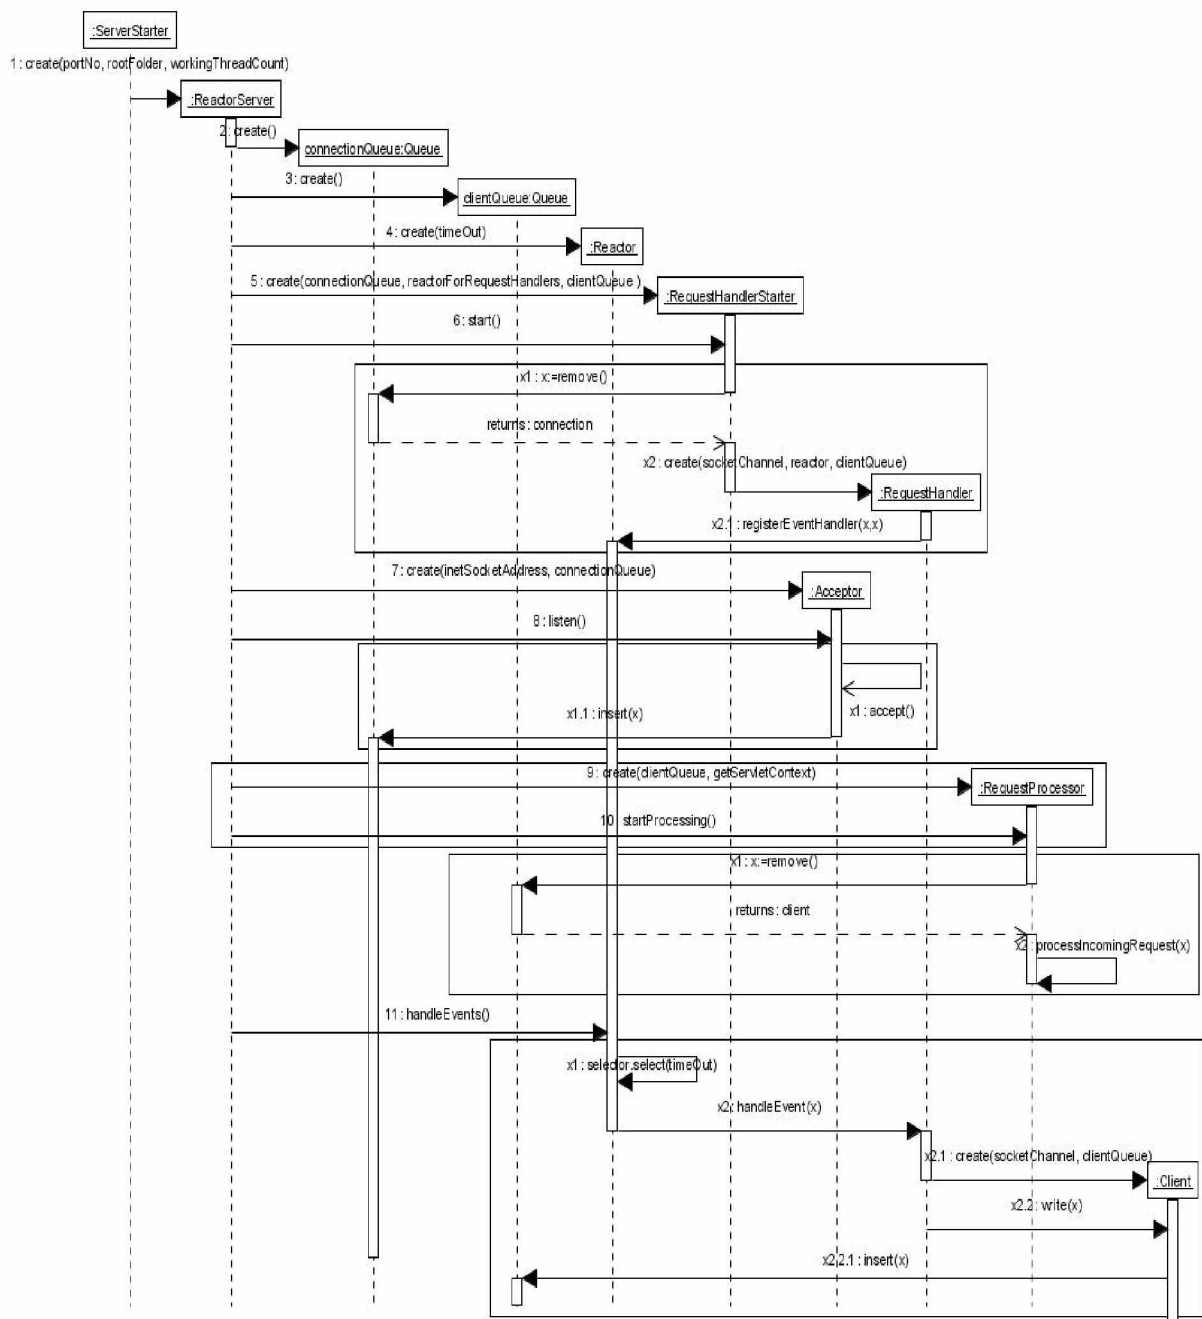 :ServerStarter
1 : create(portNo, rootFolder, workingThreadCount)
:ReactorServer
2 : create()
connectionQueue:Queue
3 : create()
clientQueue:Queue
4 : create(timeOut)
:Reactor
5 : create(connectionQueue, reactorForRequestHandlers, clientQueue )
:RequestHandlerStarter
6 : start()
x1 : x:=remove()
returns : connection
x2 : create(socketChannel, reactor, clientQueue)
:RequestHandler
x2.1 : registerEventHandler(x,x)
7 : create(inetSocketAddress, connectionQueue)
:Acceptor
8 : listen()
x1 : accept()
x1.1 : insert(x)
9 : create(clientQueue, getServletContext)
:RequestProcessor
10 : startProcessing()
x1 : x:=remove()
returns : client
x2 : processIncomingRequest(x)
11 : handleEvents()
x1 : selector.select(timeOut)
x2 : handleEvent(x)
x2.1 : create(socketChannel, clientQueue)
:Client
x2.2 : write(x)
x2.2.1 : insert(x)